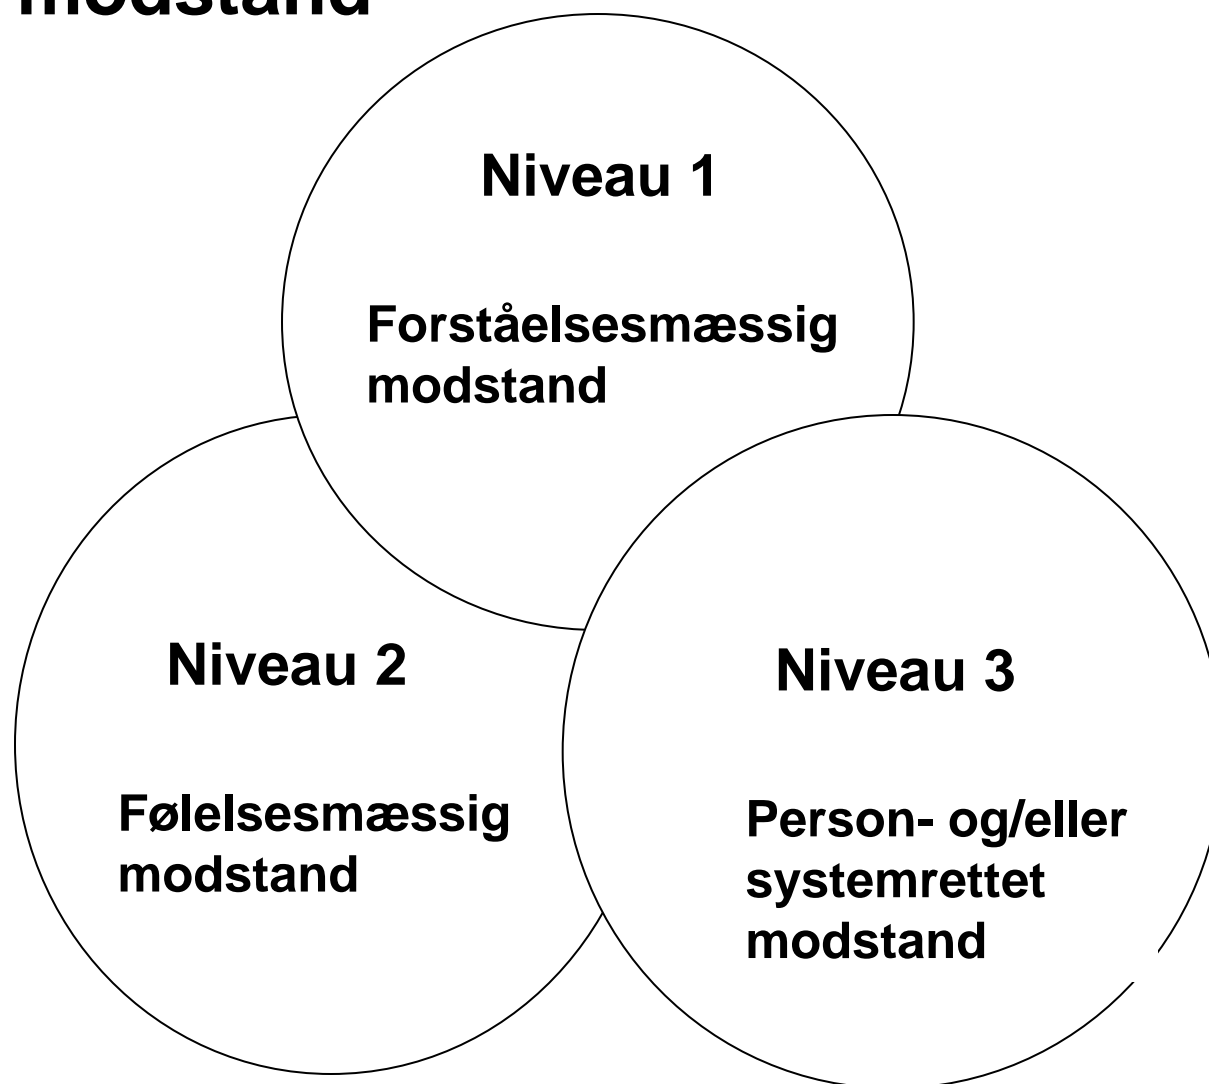 modstand
Niveau 1
Forståelsesmæssig
modstand
Niveau 2
Følelsesmæssig
modstand
Niveau 3
Person- og/eller
systemrettet
modstand